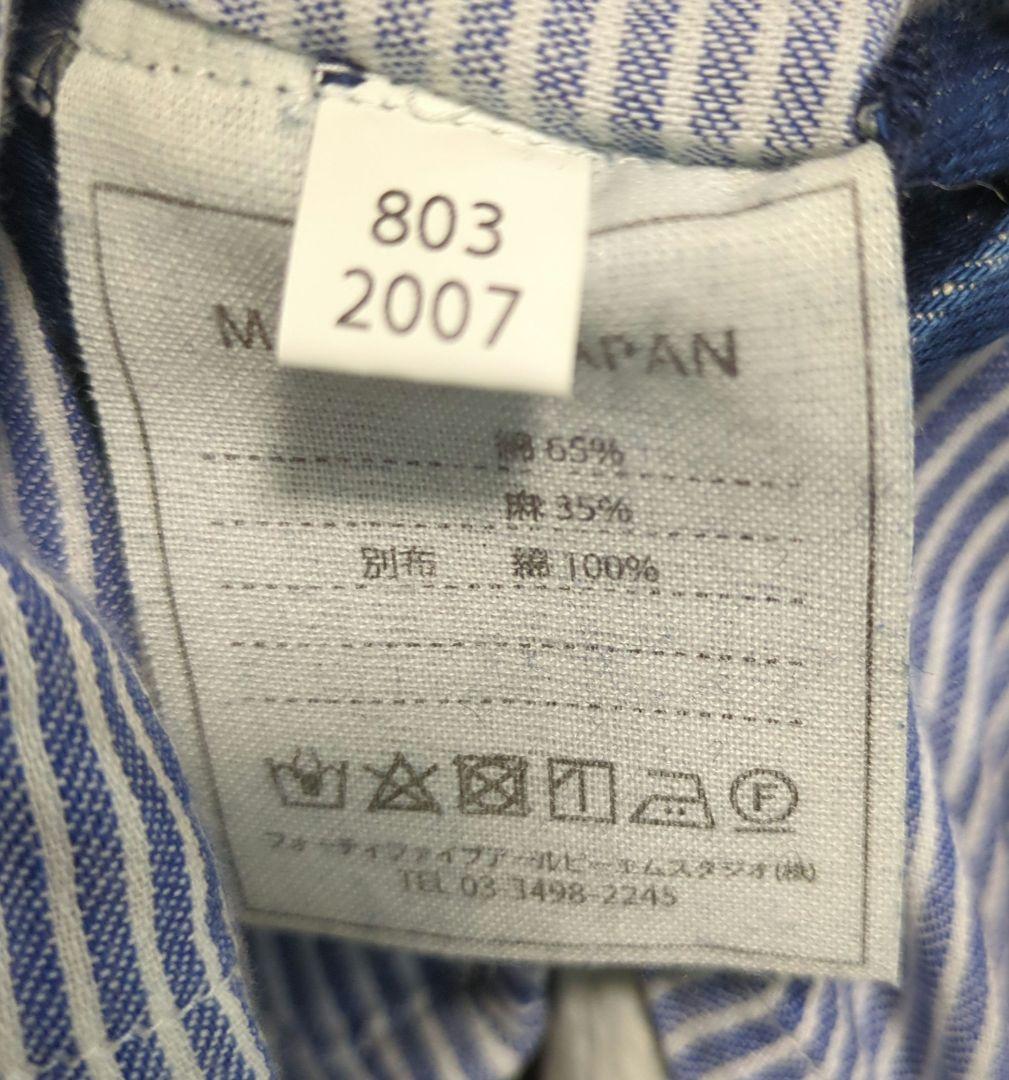 803
2007
M APAN
綿 65%
麻 35%
別布 綿 100%
F
フォーティファイブアールピーエムスタジオ(株)
TEL 03 3498-2245